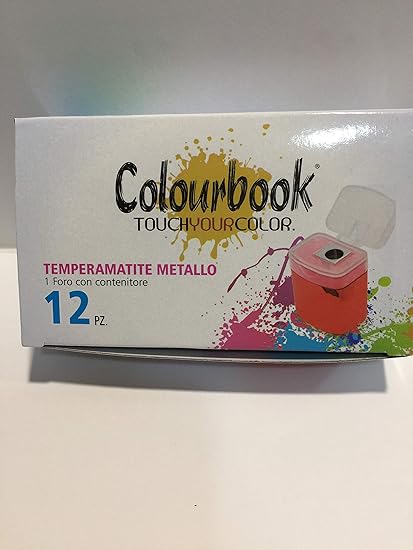 Colourbook®
TOUCHYOURCOLOR.
TEMPERAMATITE METALLO
1 Foro con contenitore
12 PZ.